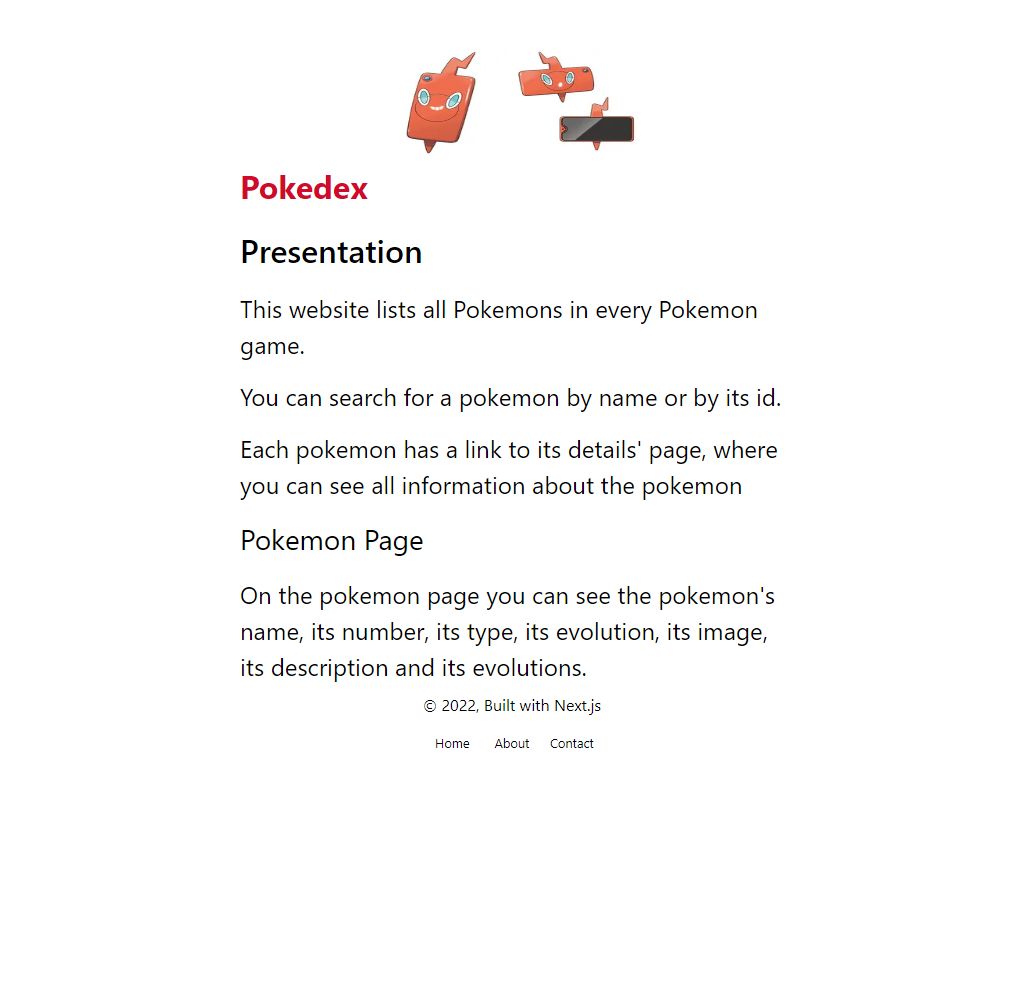 Pokedex
Presentation
This website lists all Pokemons in every Pokemon
game.
You can search for a pokemon by name or by its id.
Each pokemon has a link to its details' page, where
you can see all information about the pokemon
Pokemon Page
On the pokemon page you can see the pokemon's
name, its number, its type, its evolution, its image,
its description and its evolutions.
© 2022, Built with Next.js
Home About Contact